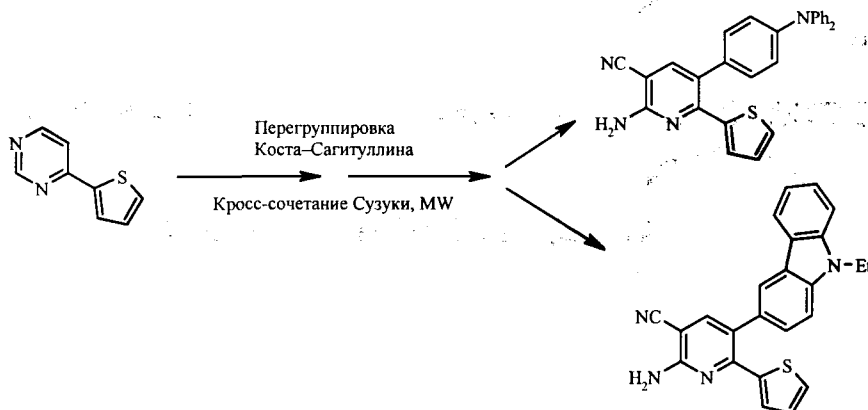 NPh₂
NC
H₂N
N
S
N
N
S
Перегруппировка
Коста–Сагитуллина
Кросс-сочетание Сузуки, MW
N–Et
NC
H₂N
N
S